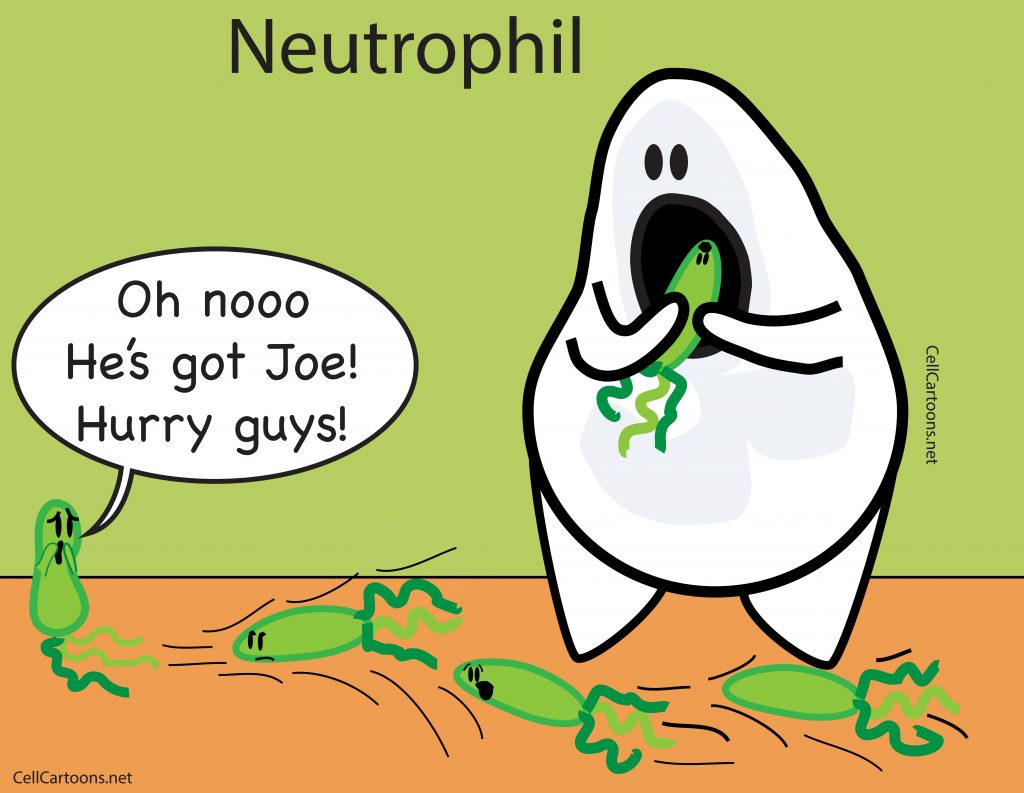 Neutrophil
Oh nooo
He's got Joe!
Hurry guys!
CellCartoons.net
CellCartoons.net